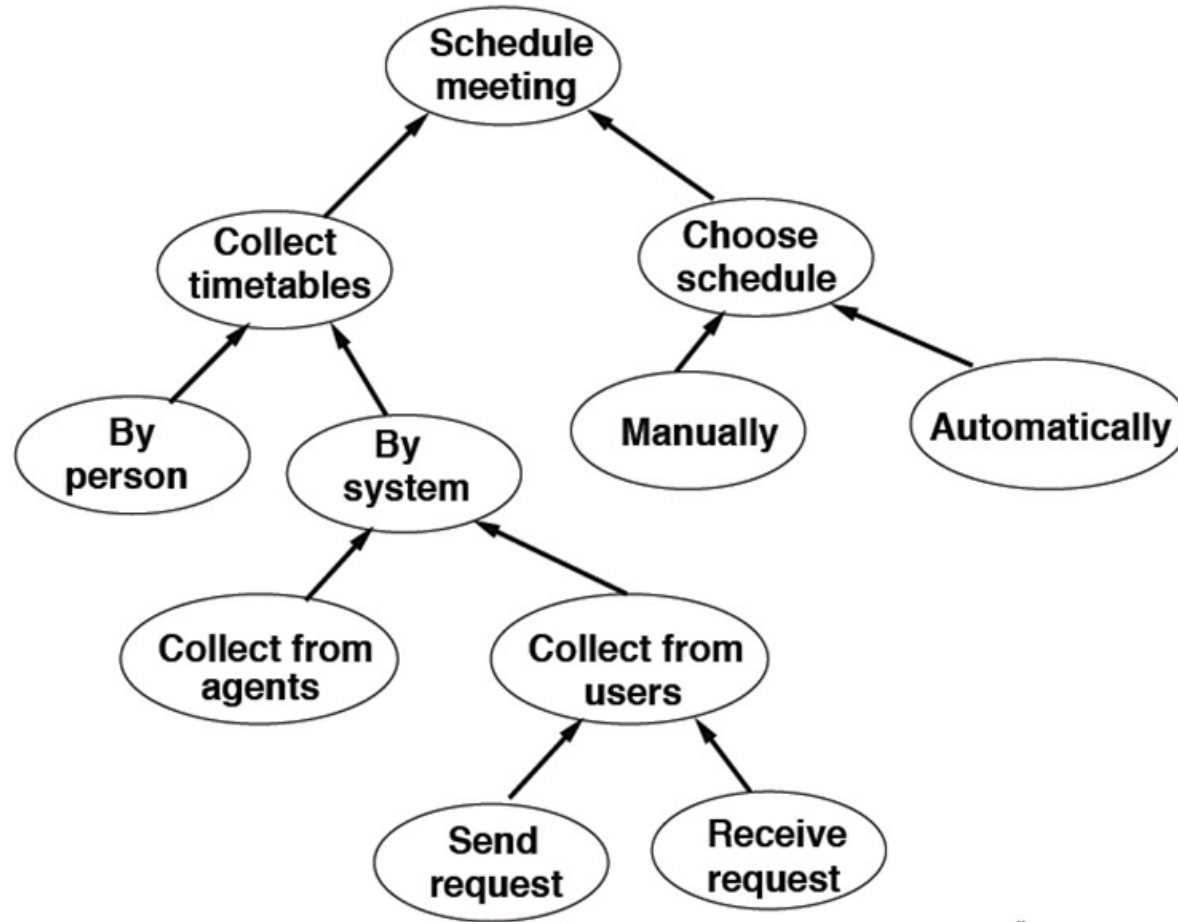 Schedule
meeting
Collect
timetables
Choose
schedule
By
person
By
system
Manually
Automatically
Collect from
agents
Collect from
users
Send
request
Receive
request